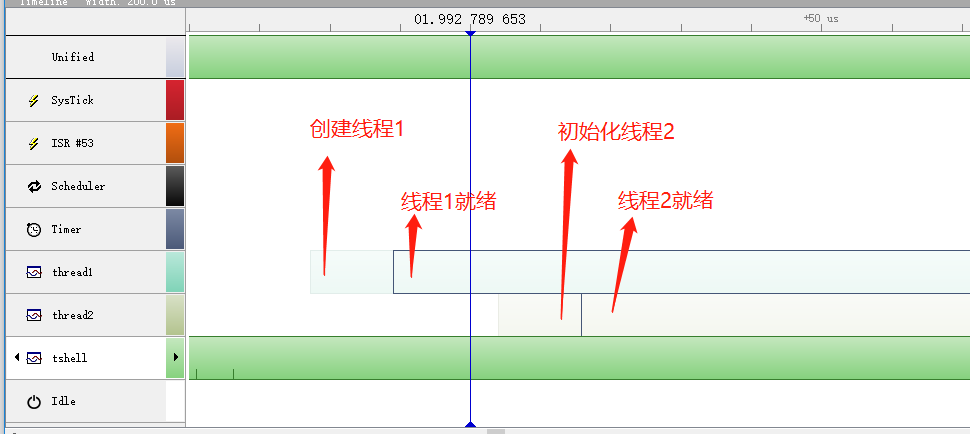 Timeline Width: 200.0 us
01.992 789 653
+50 us
Unified
SysTick
创建线程1
初始化线程2
ISR #53
Scheduler
线程1就绪
线程2就绪
Timer
thread1
thread2
tshell
Idle